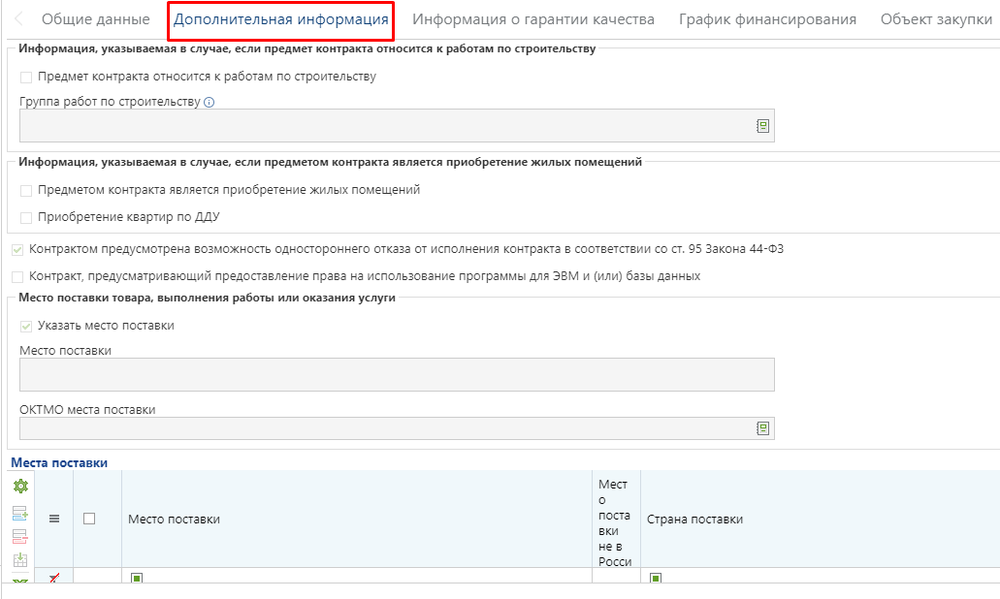 Общие данные Дополнительная информация Информация о гарантии качества График финансирования Объект закупки
Информация, указываемая в случае, если предмет контракта относится к работам по строительству
Предмет контракта относится к работам по строительству
Группа работ по строительству
Информация, указываемая в случае, если предметом контракта является приобретение жилых помещений
Предметом контракта является приобретение жилых помещений
Приобретение квартир по ДДУ
Контрактом предусмотрена возможность одностороннего отказа от исполнения контракта в соответствии со ст. 95 Закона 44-ФЗ
Контракт, предусматривающий предоставление права на использование программы для ЭВМ и (или) базы данных
Место поставки товара, выполнения работы или оказания услуги
Указать место поставки
Место поставки
ОКТМО места поставки
Места поставки
Место поставки
Мест
о
поста
вки
не в
Росси
Страна поставки